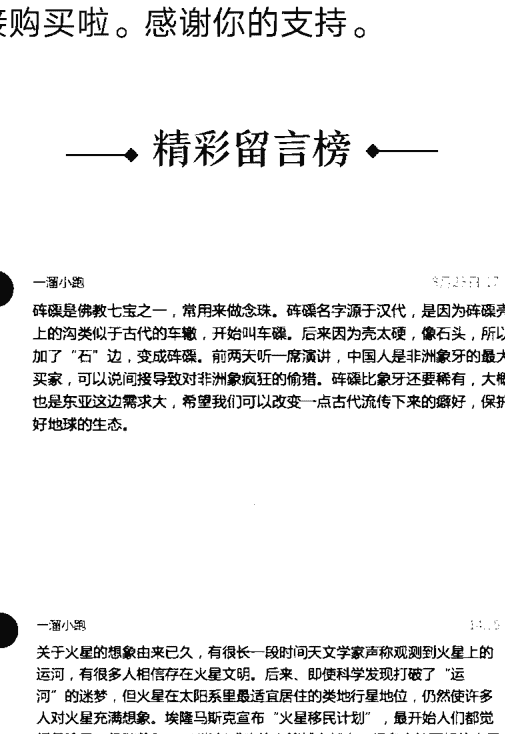 购买啦。感谢你的支持。
精彩留言榜
一溜小跑
砗磲是佛教七宝之一，常用来做念珠。砗磲名字源于汉代，是因为砗磲壳
上的沟类似于古代的车辙，开始叫车磲。后来因为壳太硬，像石头，所以
加了“石”边，变成砗磲。前两天听一席演讲，中国人是非洲象牙的最大
买家，可以说间接导致对非洲象疯狂的偷猎。砗磲比象牙还要稀有，大概
也是东亚这边需求大，希望我们可以改变一点古代流传下来的癖好，保护
好地球的生态。
一溜小跑
关于火星的想象由来已久，有很长一段时间天文学家声称观测到火星上的
运河，有很多人相信存在火星文明。后来、即使科学发现打破了“运
河”的迷梦，但火星在太阳系里最适宜居住的类地行星地位，仍然使许多
人对火星充满想象。埃隆马斯克宣布“火星移民计划”，最开始人们都觉